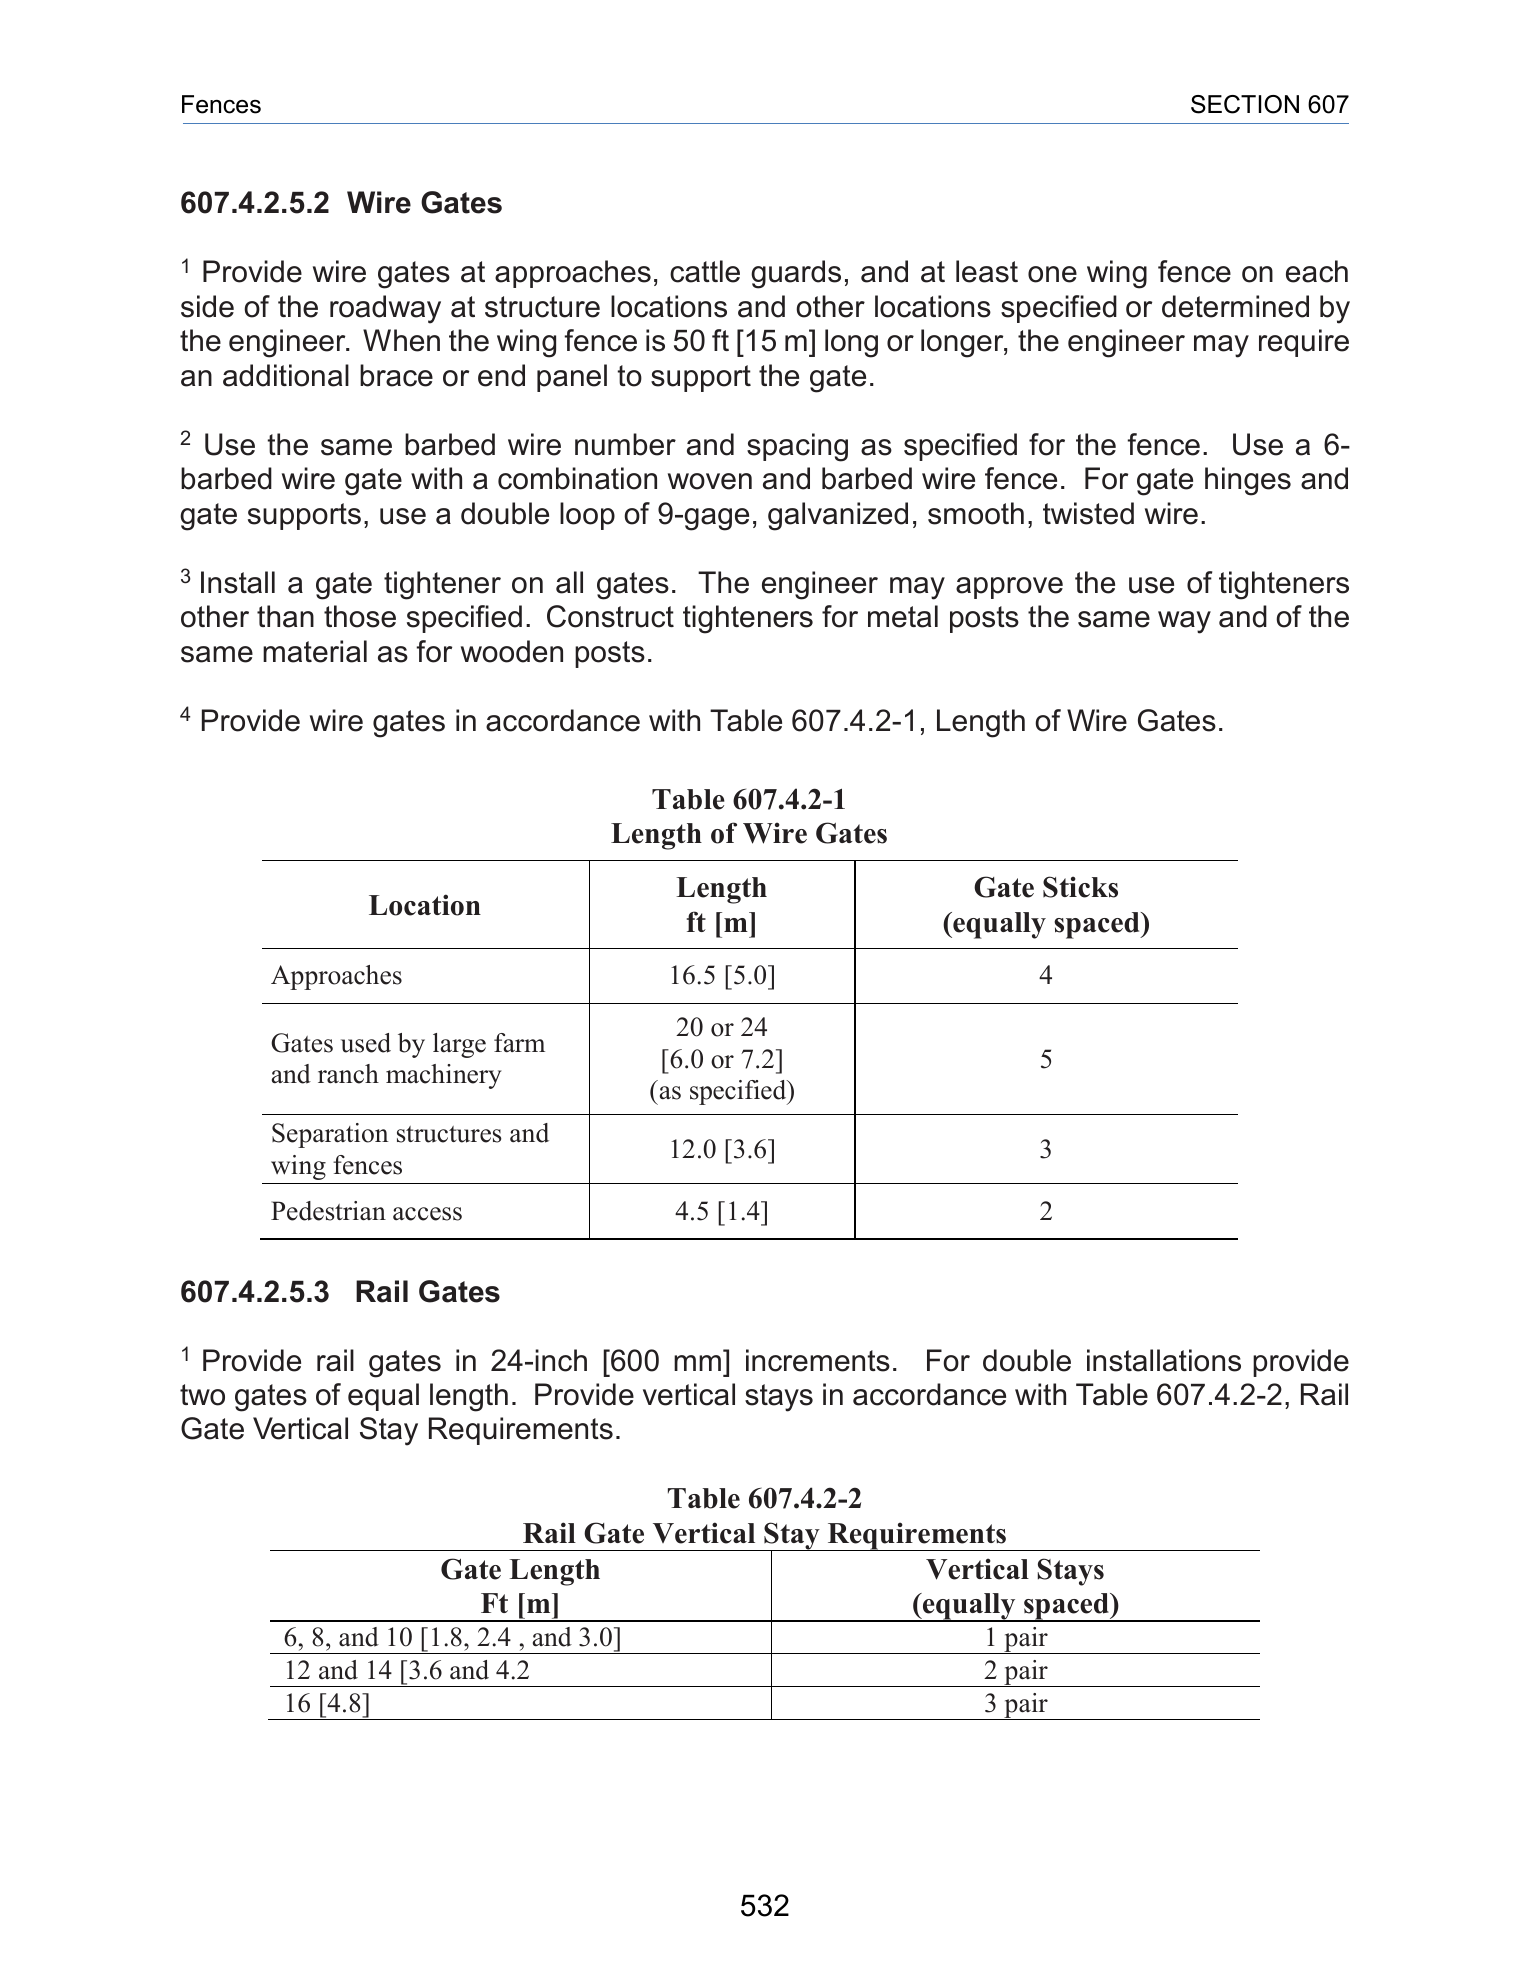 Fences SECTION 607
607.4.2.5.2 Wire Gates
1 Provide wire gates at approaches, cattle guards, and at least one wing fence on each
side of the roadway at structure locations and other locations specified or determined by
the engineer. When the wing fence is 50 ft [15 m] long or longer, the engineer may require
an additional brace or end panel to support the gate.
2 Use the same barbed wire number and spacing as specified for the fence. Use a 6-
barbed wire gate with a combination woven and barbed wire fence. For gate hinges and
gate supports, use a double loop of 9-gage, galvanized, smooth, twisted wire.
3 Install a gate tightener on all gates. The engineer may approve the use of tighteners
other than those specified. Construct tighteners for metal posts the same way and of the
same material as for wooden posts.
4 Provide wire gates in accordance with Table 607.4.2-1, Length of Wire Gates.
Table 607.4.2-1
Length of Wire Gates
Location
Length
ft [m]
Gate Sticks
(equally spaced)
Approaches 16.5 [5.0] 4
Gates used by large farm
and ranch machinery
20 or 24
[6.0 or 7.2]
(as specified)
5
Separation structures and
wing fences
12.0 [3.6] 3
Pedestrian access 4.5 [1.4] 2
607.4.2.5.3 Rail Gates
1 Provide rail gates in 24-inch [600 mm] increments. For double installations provide
two gates of equal length. Provide vertical stays in accordance with Table 607.4.2-2, Rail
Gate Vertical Stay Requirements.
Table 607.4.2-2
Rail Gate Vertical Stay Requirements
Gate Length
Ft [m]
Vertical Stays
(equally spaced)
6, 8, and 10 [1.8, 2.4 , and 3.0] 1 pair
12 and 14 [3.6 and 4.2 2 pair
16 [4.8] 3 pair
532